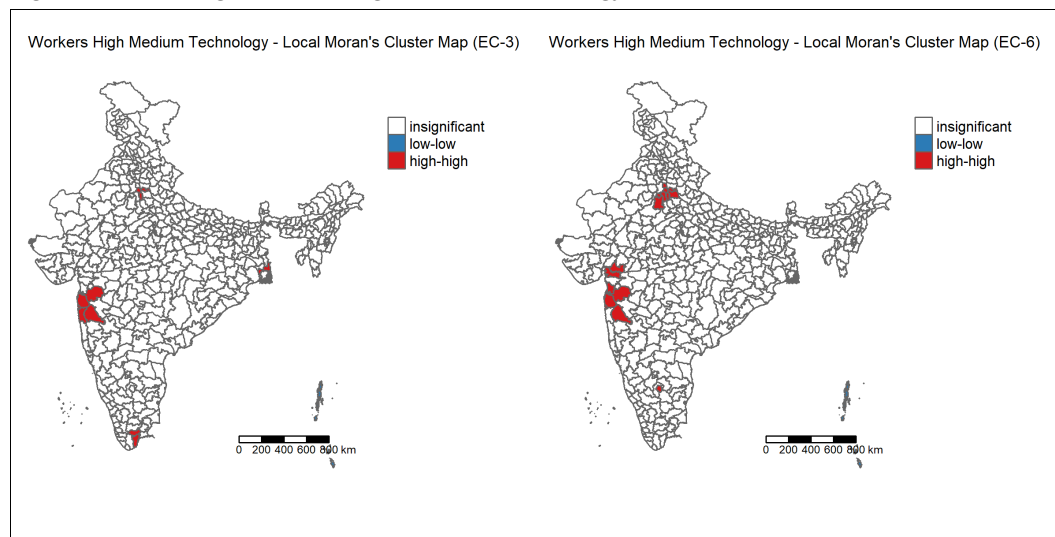 Workers High Medium Technology - Local Moran's Cluster Map (EC-3)
insignificant
low-low
high-high
0 200 400 600 800 km
Workers High Medium Technology - Local Moran's Cluster Map (EC-6)
insignificant
low-low
high-high
0 200 400 600 800 km